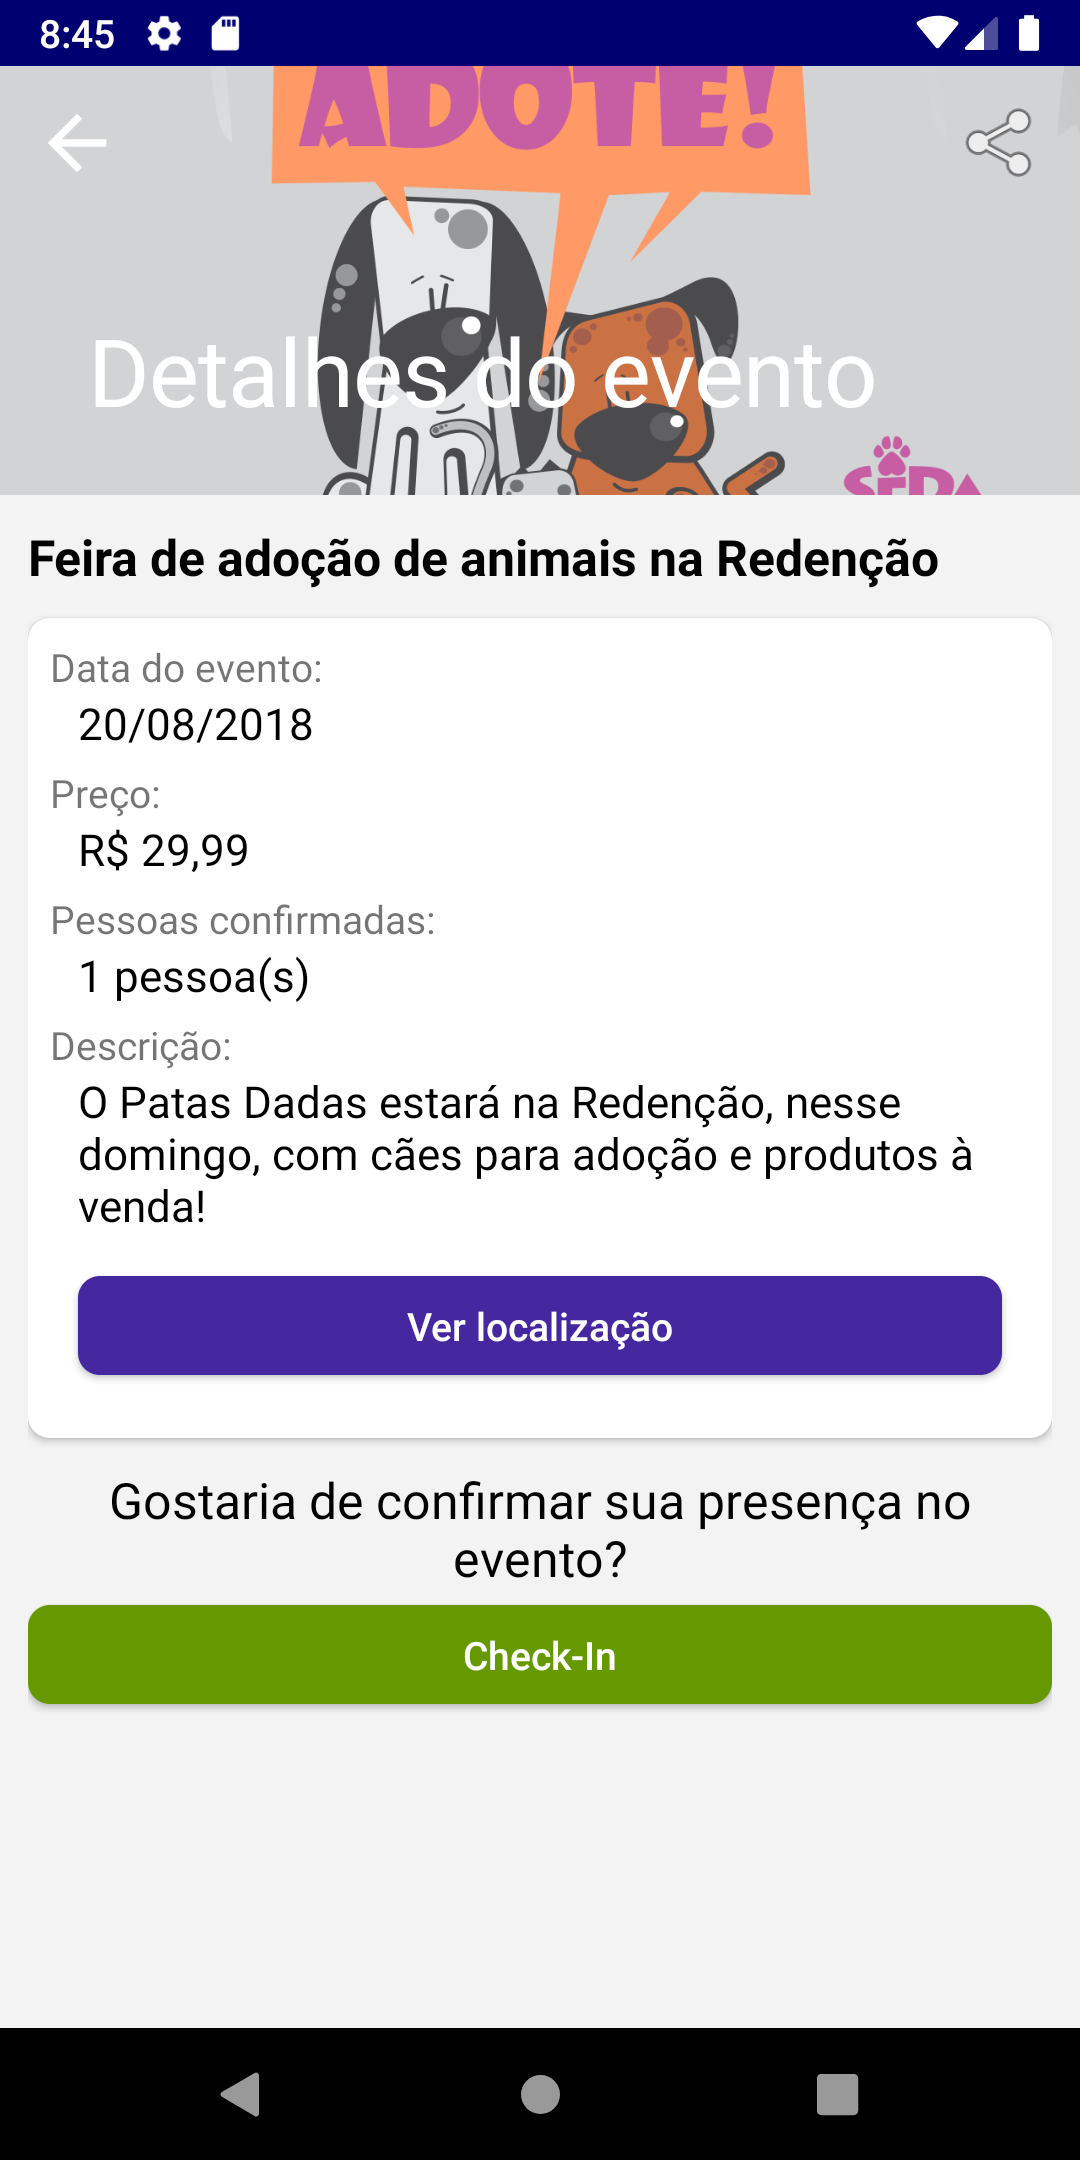 8:45
ADOTE!
Detalhes do evento
SEDA
Feira de adoção de animais na Redenção
Data do evento:
20/08/2018
Preço:
R$ 29,99
Pessoas confirmadas:
1 pessoa(s)
Descrição:
O Patas Dadas estará na Redenção, nesse
domingo, com cães para adoção e produtos à
venda!
Ver localização
Gostaria de confirmar sua presença no
evento?
Check-In